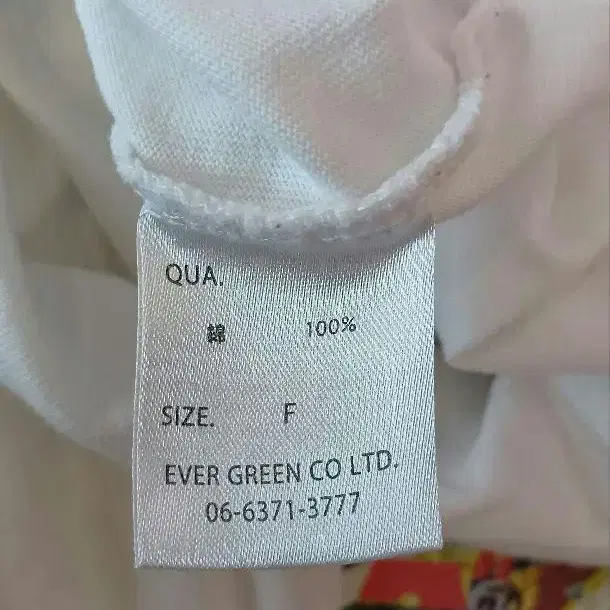 QUA.
綿 100%
SIZE. F
EVER GREEN CO LTD.
06-6371-3777